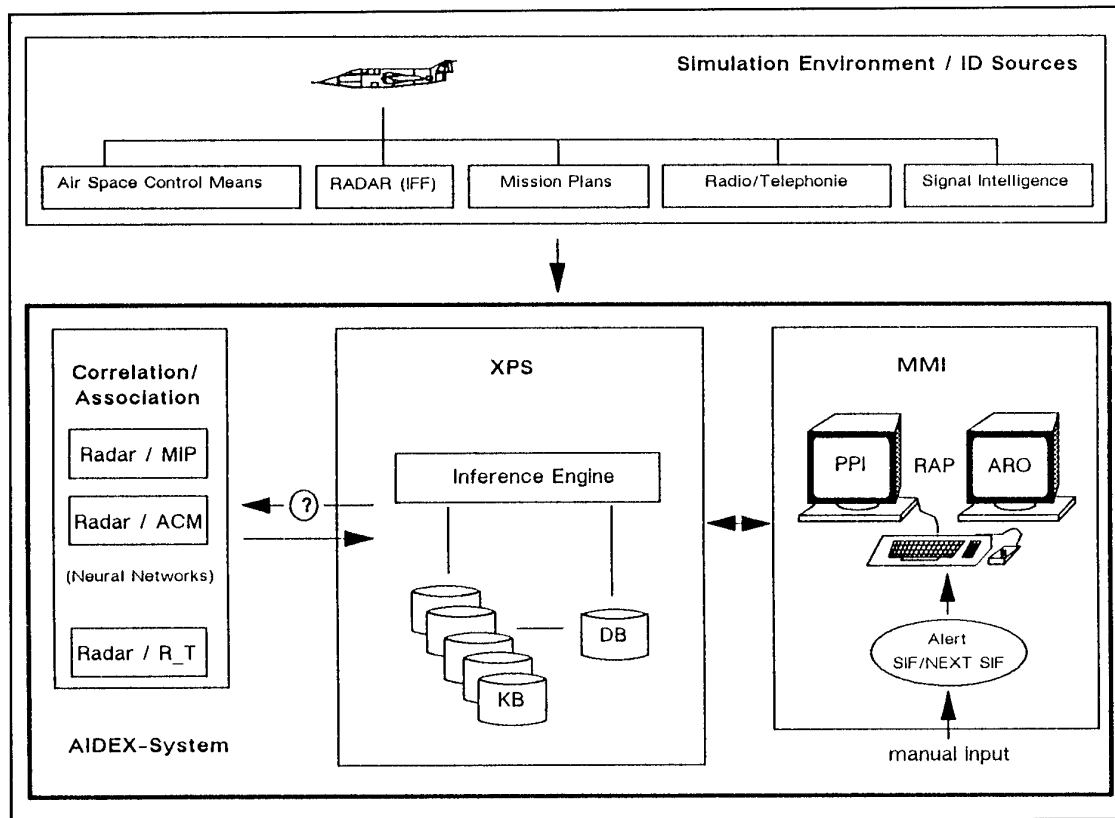 Simulation Environment / ID Sources
Air Space Control Means
RADAR (IFF)
Mission Plans
Radio/Telephonie
Signal Intelligence
Correlation/
Association
Radar / MIP
Radar / ACM
(Neural Networks)
Radar / R_T
AIDEX-System
?
XPS
Inference Engine
KB
DB
MMI
PPI
RAP
ARO
Alert
SIF/NEXT SIF
manual input